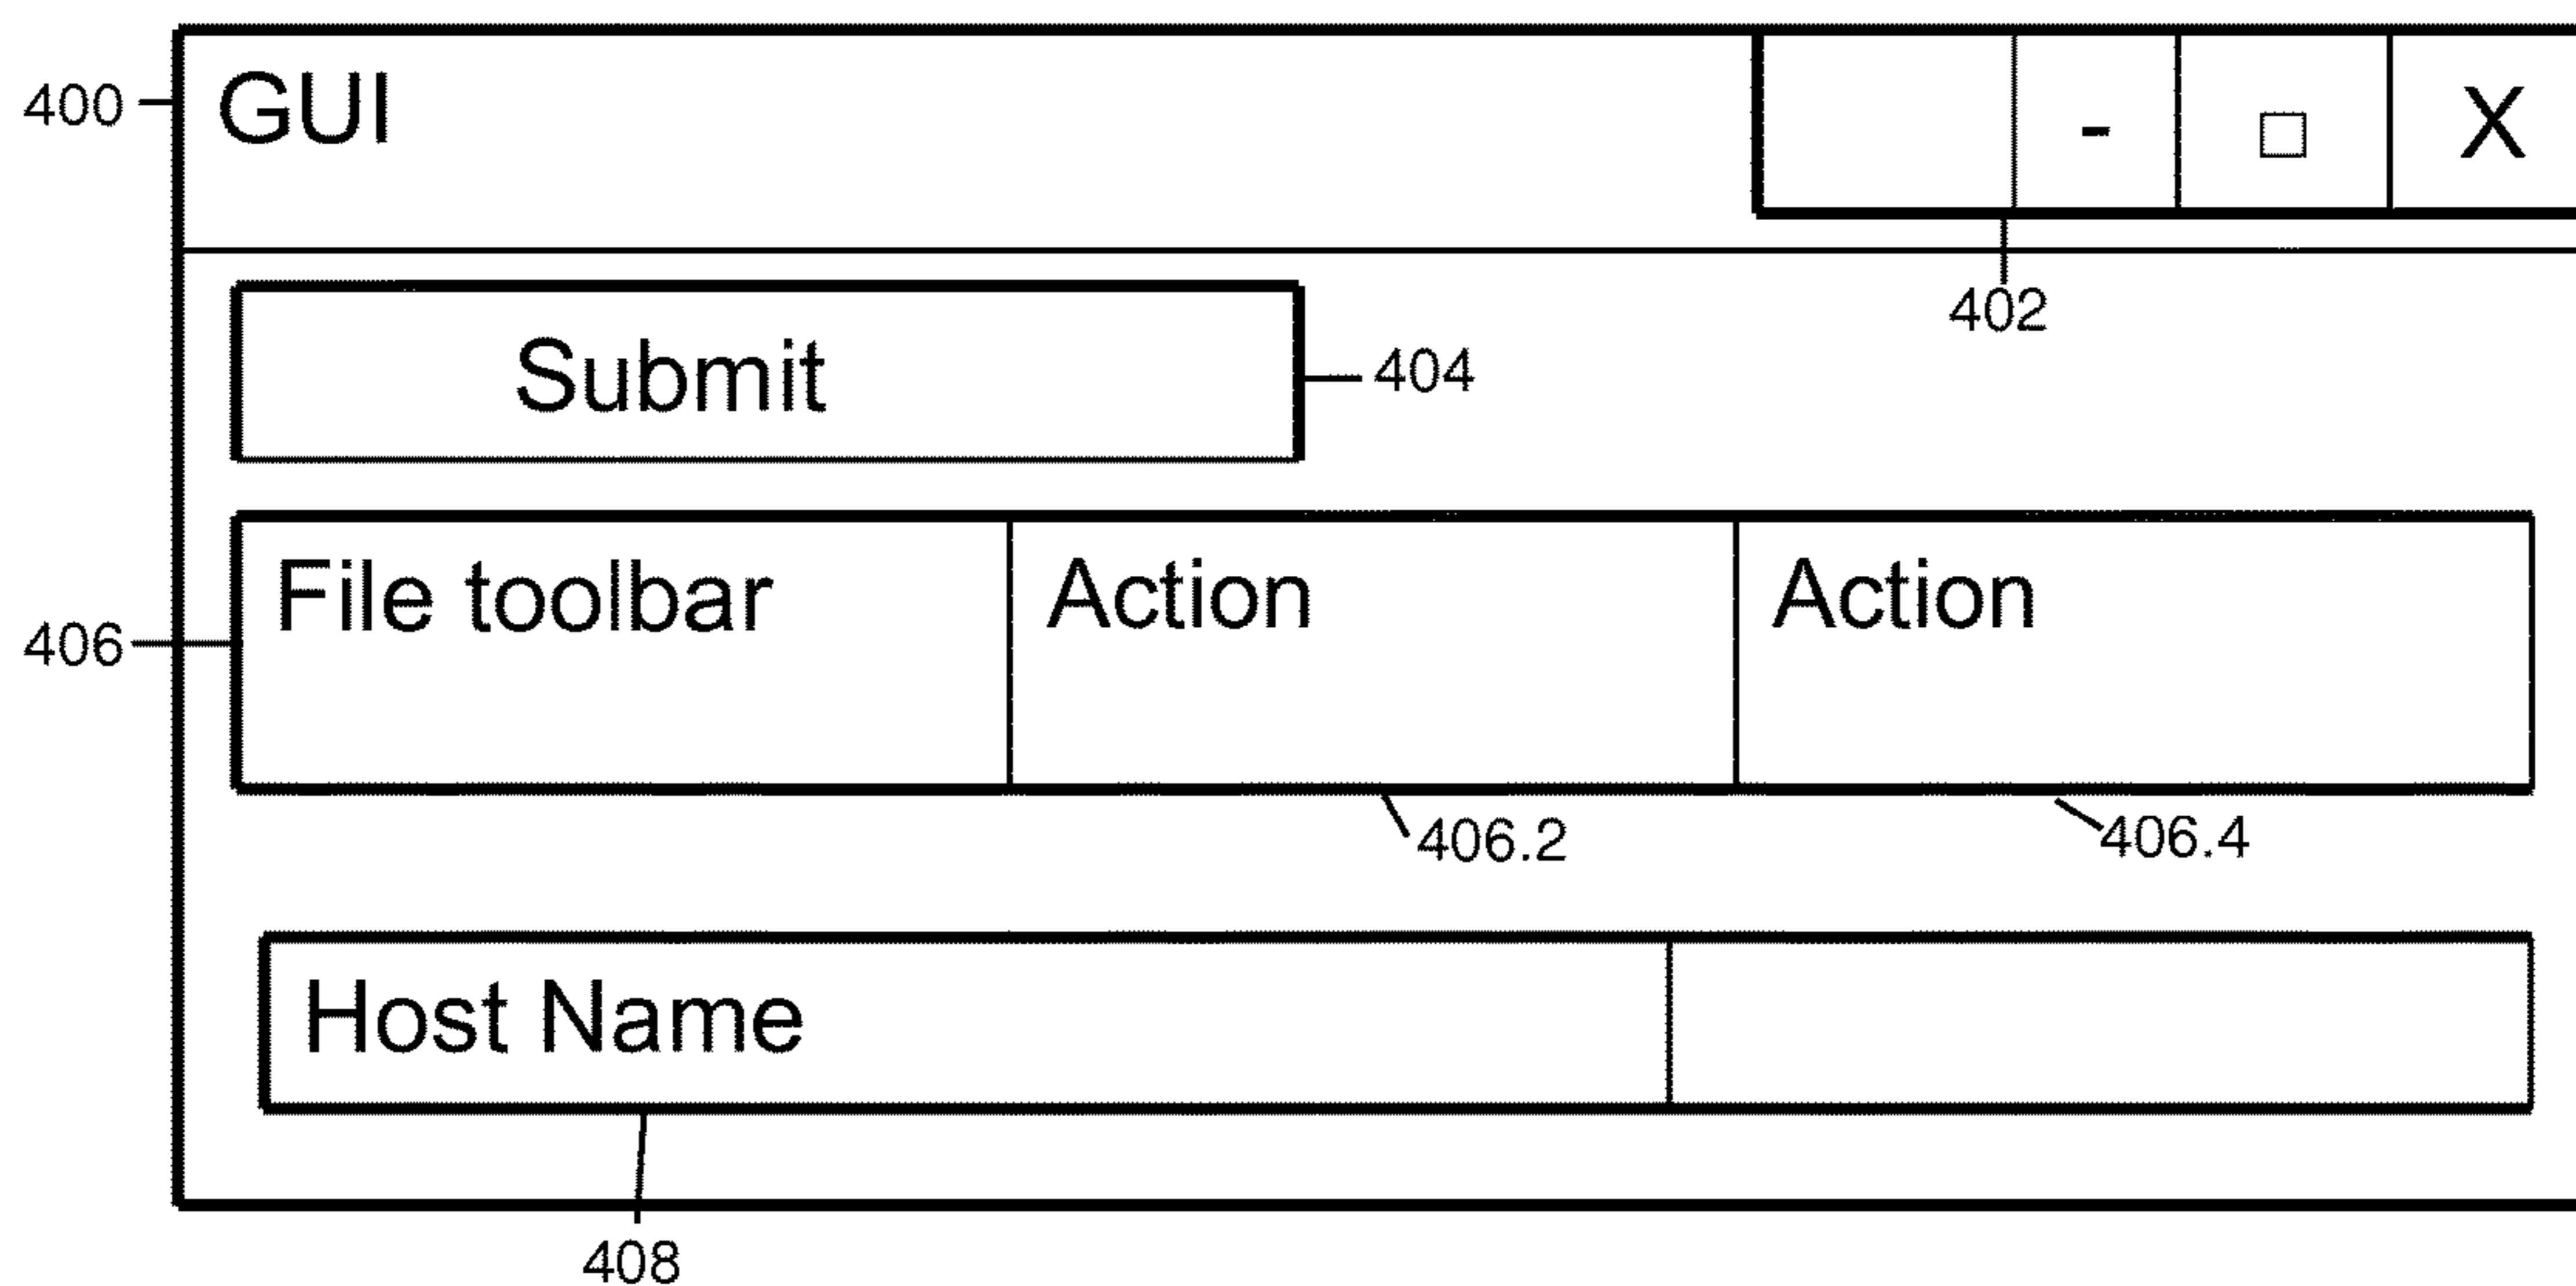 400 GUI - □ X
402
Submit 404
406 File toolbar Action Action
406.2 406.4
Host Name
408